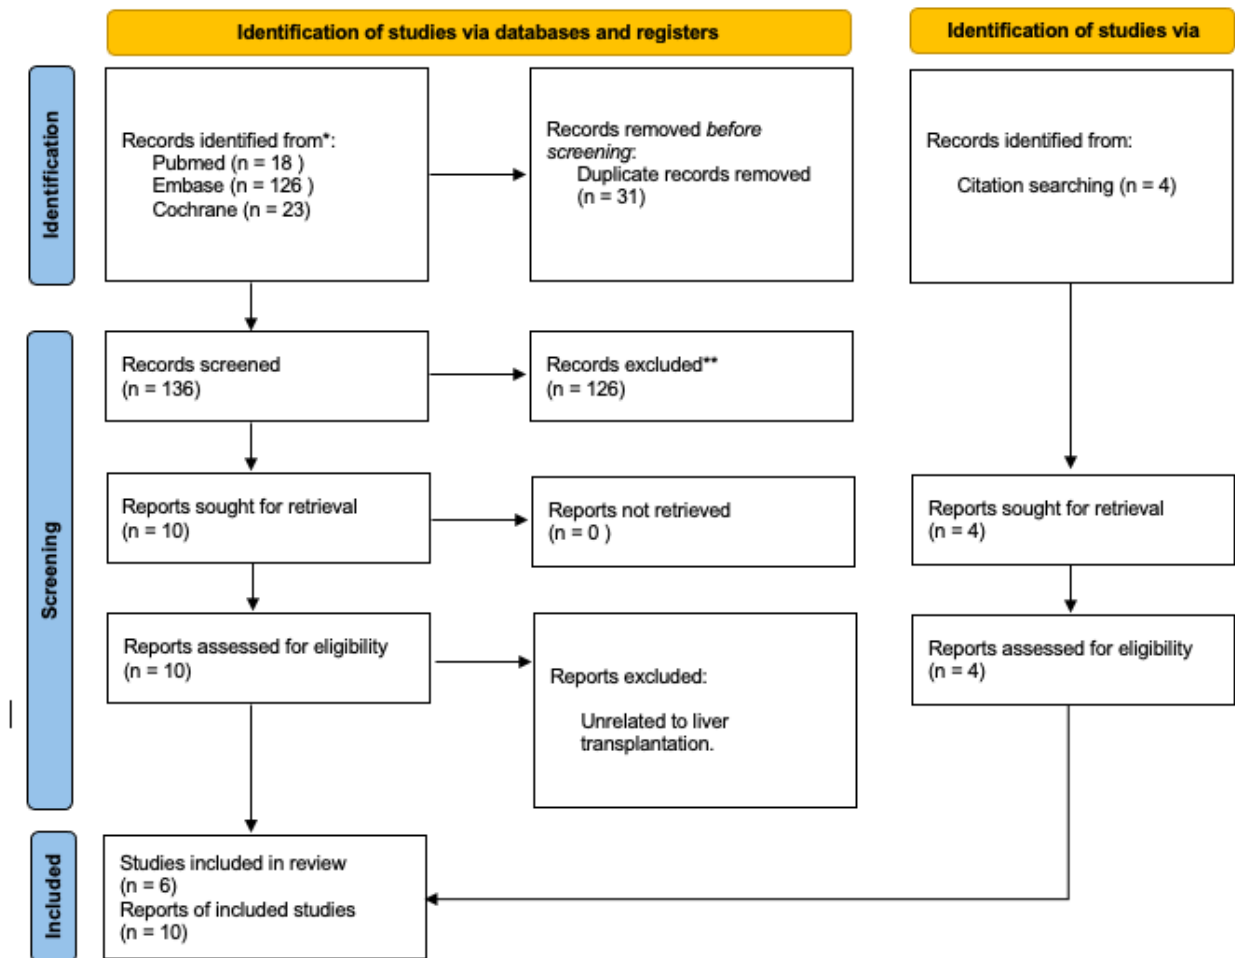 Identification of studies via databases and registers
Identification of studies via
Identification
Records identified from*:
Pubmed (n = 18 )
Embase (n = 126 )
Cochrane (n = 23)
Records removed before
screening:
Duplicate records removed
(n = 31)
Records identified from:
Citation searching (n = 4)
Screening
Records screened
(n = 136)
Records excluded**
(n = 126)
Reports sought for retrieval
(n = 10)
Reports not retrieved
(n = 0 )
Reports sought for retrieval
(n = 4)
Reports assessed for eligibility
(n = 10)
Reports excluded:
Unrelated to liver
transplantation.
Reports assessed for eligibility
(n = 4)
Included
Studies included in review
(n = 6)
Reports of included studies
(n = 10)